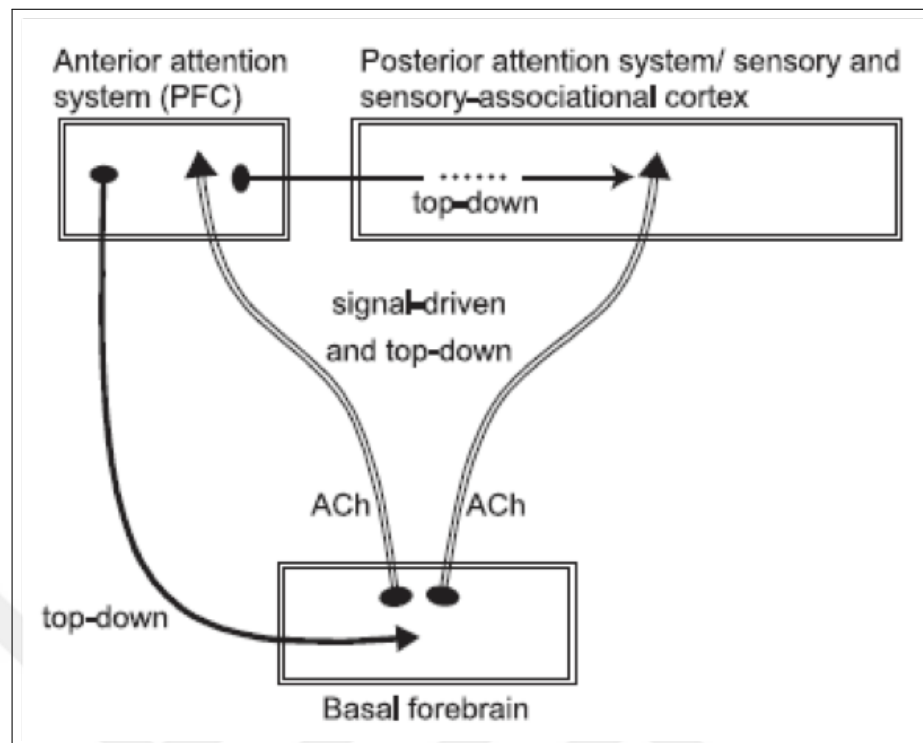 Anterior attention
system (PFC)
Posterior attention system/ sensory and
sensory-associational cortex
top-down
signal-driven
and top-down
ACh
ACh
top-down
Basal forebrain